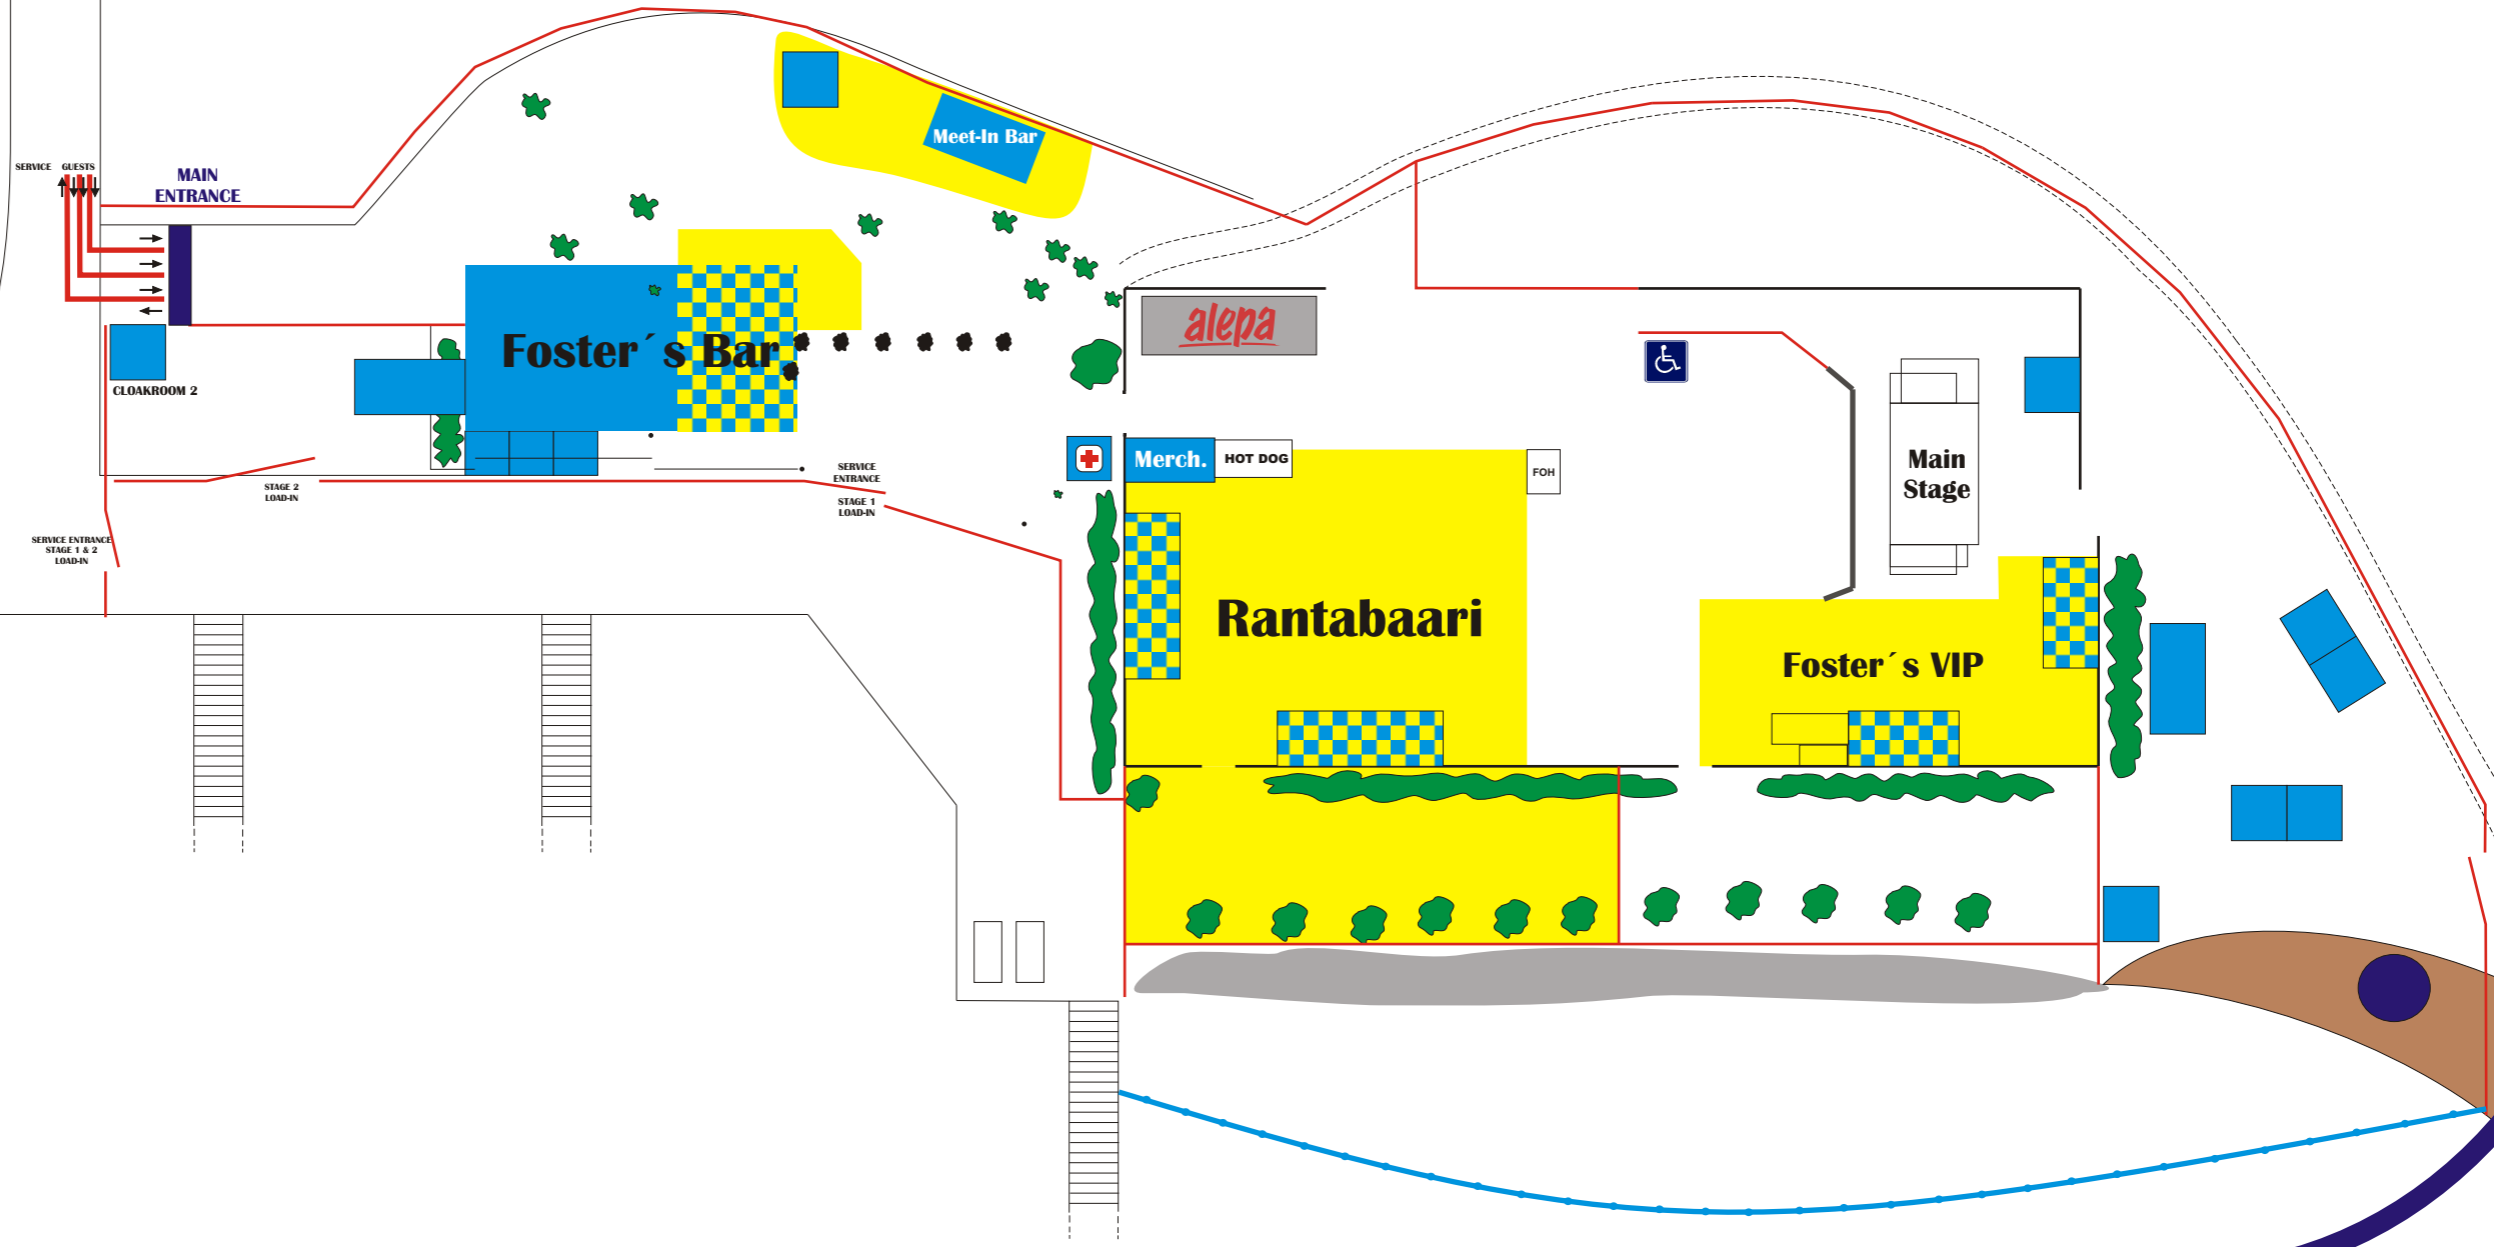 Meet-In Bar
SERVICE GUESTS
MAIN
ENTRANCE
alepa
Foster´s Bar
CLOAKROOM 2
Merch.
HOT DOG
FOH
Main
Stage
SERVICE
ENTRANCE
STAGE 1
LOAD-IN
STAGE 2
LOAD-IN
SERVICE ENTRANCE
STAGE 1 & 2
LOAD-IN
Rantabaari
Foster´s VIP